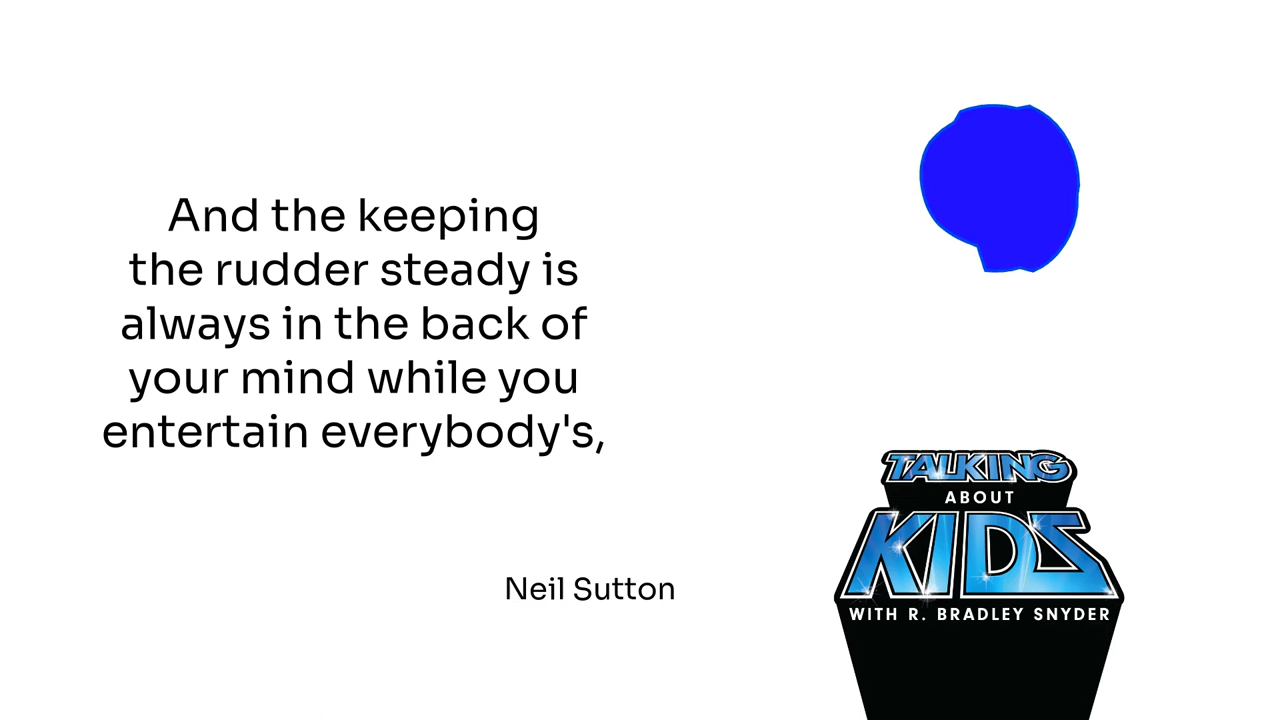 And the keeping
the rudder steady is
always in the back of
your mind while you
entertain everybody's,
Neil Sutton
TALKING
ABOUT
KIDS
WITH R. BRADLEY SNYDER